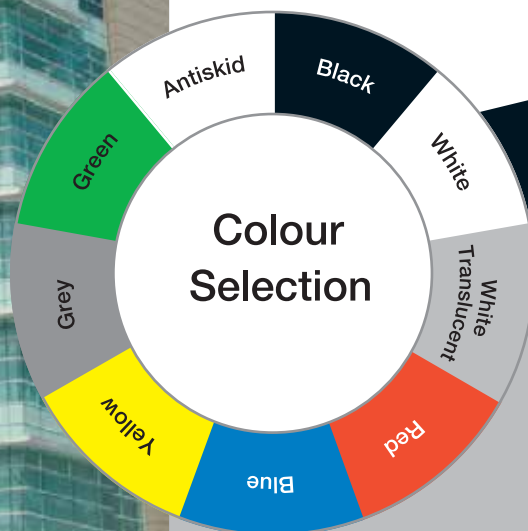 Colour
Selection
Black
White
White
Translucent
Red
Blue
Yellow
Grey
Green
Antiskid